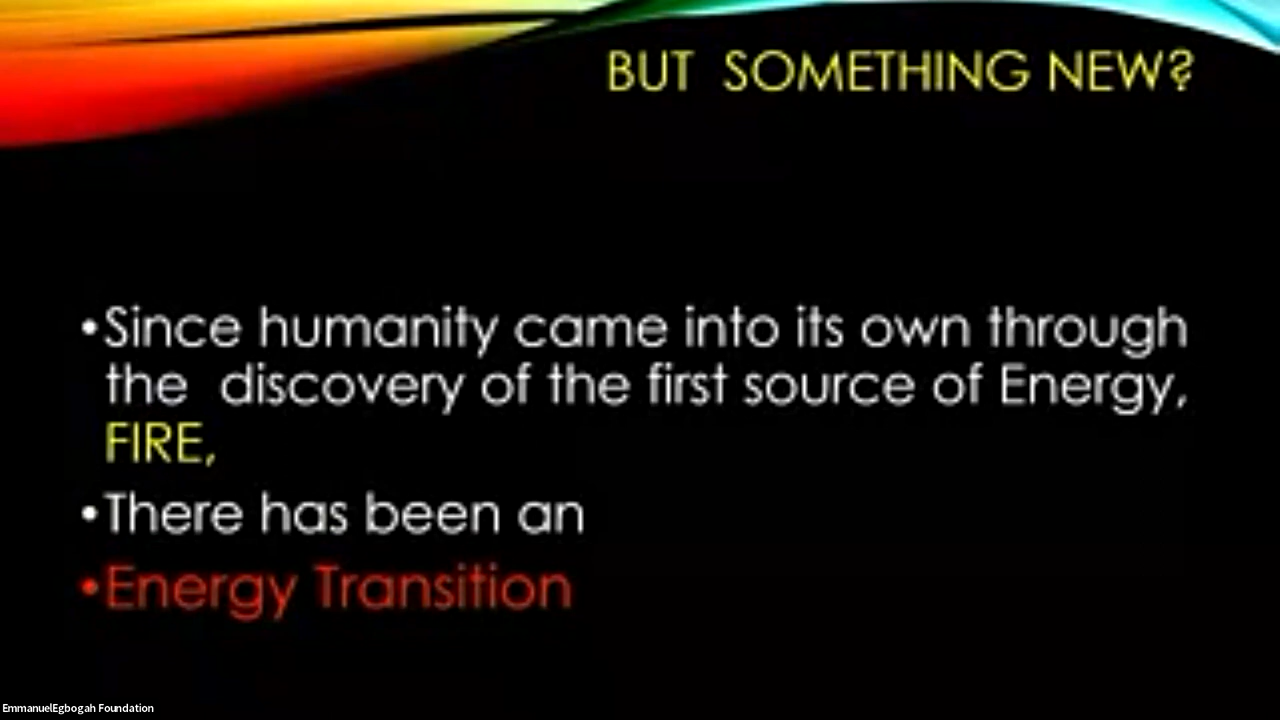 BUT SOMETHING NEW?
•Since humanity came into its own through
the discovery of the first source of Energy,
FIRE,
•There has been an
•Energy Transition
EmmanuelEgbogah Foundation